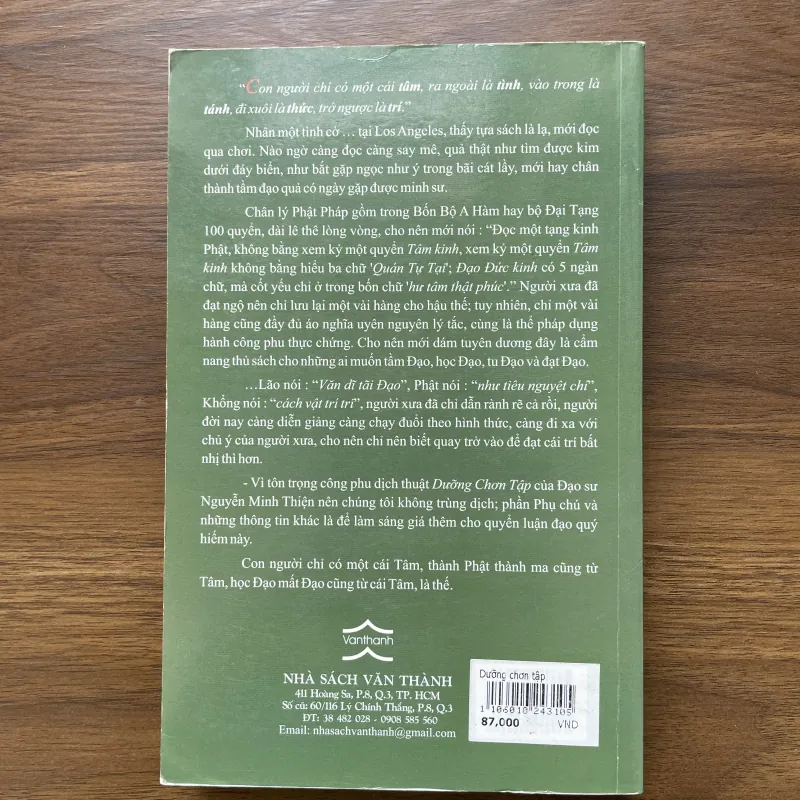 "Con người chỉ có một cái tâm, ra ngoài là tình, vào trong là
tánh, đi xuôi là thức, trở ngược là trí."
Nhân một tình cờ ... tại Los Angeles, thấy tựa sách là lạ, mới đọc
qua chơi. Nào ngờ càng đọc càng say mê, quả thật như tìm được kim
dưới đáy biển, như bắt gặp ngọc như ý trong bãi cát lầy, mới hay chân
thành tầm đạo quả có ngày gặp được minh sư.
Chân lý Phật Pháp gồm trong Bốn Bộ A Hàm hay bộ Đại Tạng
100 quyển, dài lê thê lòng vòng, cho nên mới nói : "Đọc một tạng kinh
Phật, không bằng xem kỷ một quyển Tâm kinh, xem kỷ một quyển Tâm
kinh không bằng hiểu ba chữ 'Quán Tự Tại'; Đạo Đức kinh có 5 ngàn
chữ, mà cốt yếu chỉ ở trong bốn chữ 'hư tâm thật phúc'." Người xưa đã
đạt ngộ nên chỉ lưu lại một vài hàng cho hậu thế; tuy nhiên, chỉ một vài
hàng cũng đầy đủ áo nghĩa uyên nguyên lý tắc, cùng là thể pháp dụng
hành công phu thực chứng. Cho nên mới dám tuyên dương đây là cẩm
nang thủ sách cho những ai muốn tầm Đạo, học Đạo, tu Đạo và đạt Đạo.
...Lão nói : "Văn dĩ tãi Đạo", Phật nói : "như tiêu nguyệt chỉ",
Khổng nói : "cách vật trí tri", người xưa đã chỉ dẫn rành rẽ cả rồi, người
đời nay càng diễn giảng càng chạy đuổi theo hình thức, càng đi xa với
chủ ý của người xưa, cho nên chi nên biết quay trở vào để đạt cái trí bất
nhị thì hơn.
- Vì tôn trọng công phu dịch thuật Dưỡng Chơn Tập của Đạo sư
Nguyễn Minh Thiện nên chúng tôi không trùng dịch; phần Phụ chú và
những thông tin khác là để làm sáng giá thêm cho quyển luận đạo quý
hiếm này.
Con người chỉ có một cái Tâm, thành Phật thành ma cũng từ
Tâm, học Đạo mất Đạo cũng từ cái Tâm, là thế.
Vanthanh
NHÀ SÁCH VĂN THÀNH
411 Hoàng Sa, P.8, Q.3, TP. HCM
Số cũ: 60/116 Lý Chính Thắng, P.8, Q.3
ĐT: 38 482 028 - 0908 585 560
Email: nhasachvanthanh@gmail.com
Dưỡng chơn tập
1 106010 243105
87,000 VND